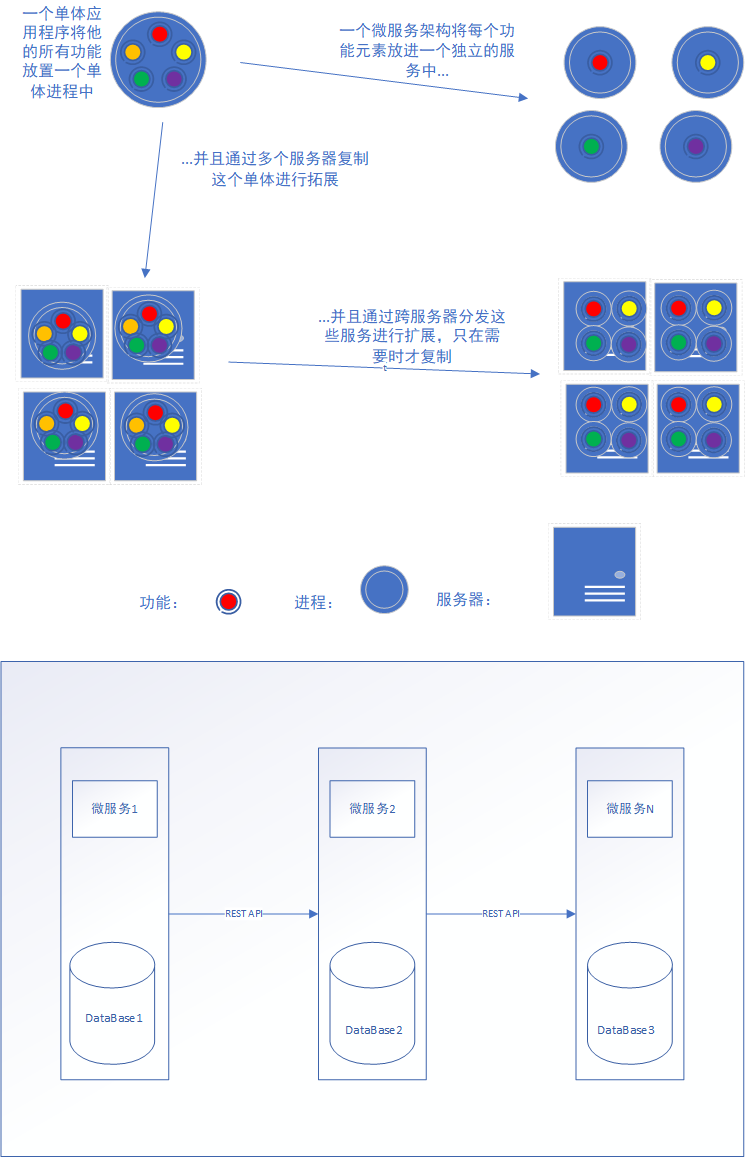 一个单体应
用程序将他
的所有功能
放置一个单
体进程中
一个微服务架构将每个功
能元素放进一个独立的服
务中...
...并且通过多个服务器复制
这个单体进行拓展
...并且通过跨服务器分发这
些服务进行扩展，只在需
要时才复制
t
功能：
进程：
服务器：
微服务1
微服务2
微服务N
REST API
REST API
DataBase1
DataBase2
DataBase3